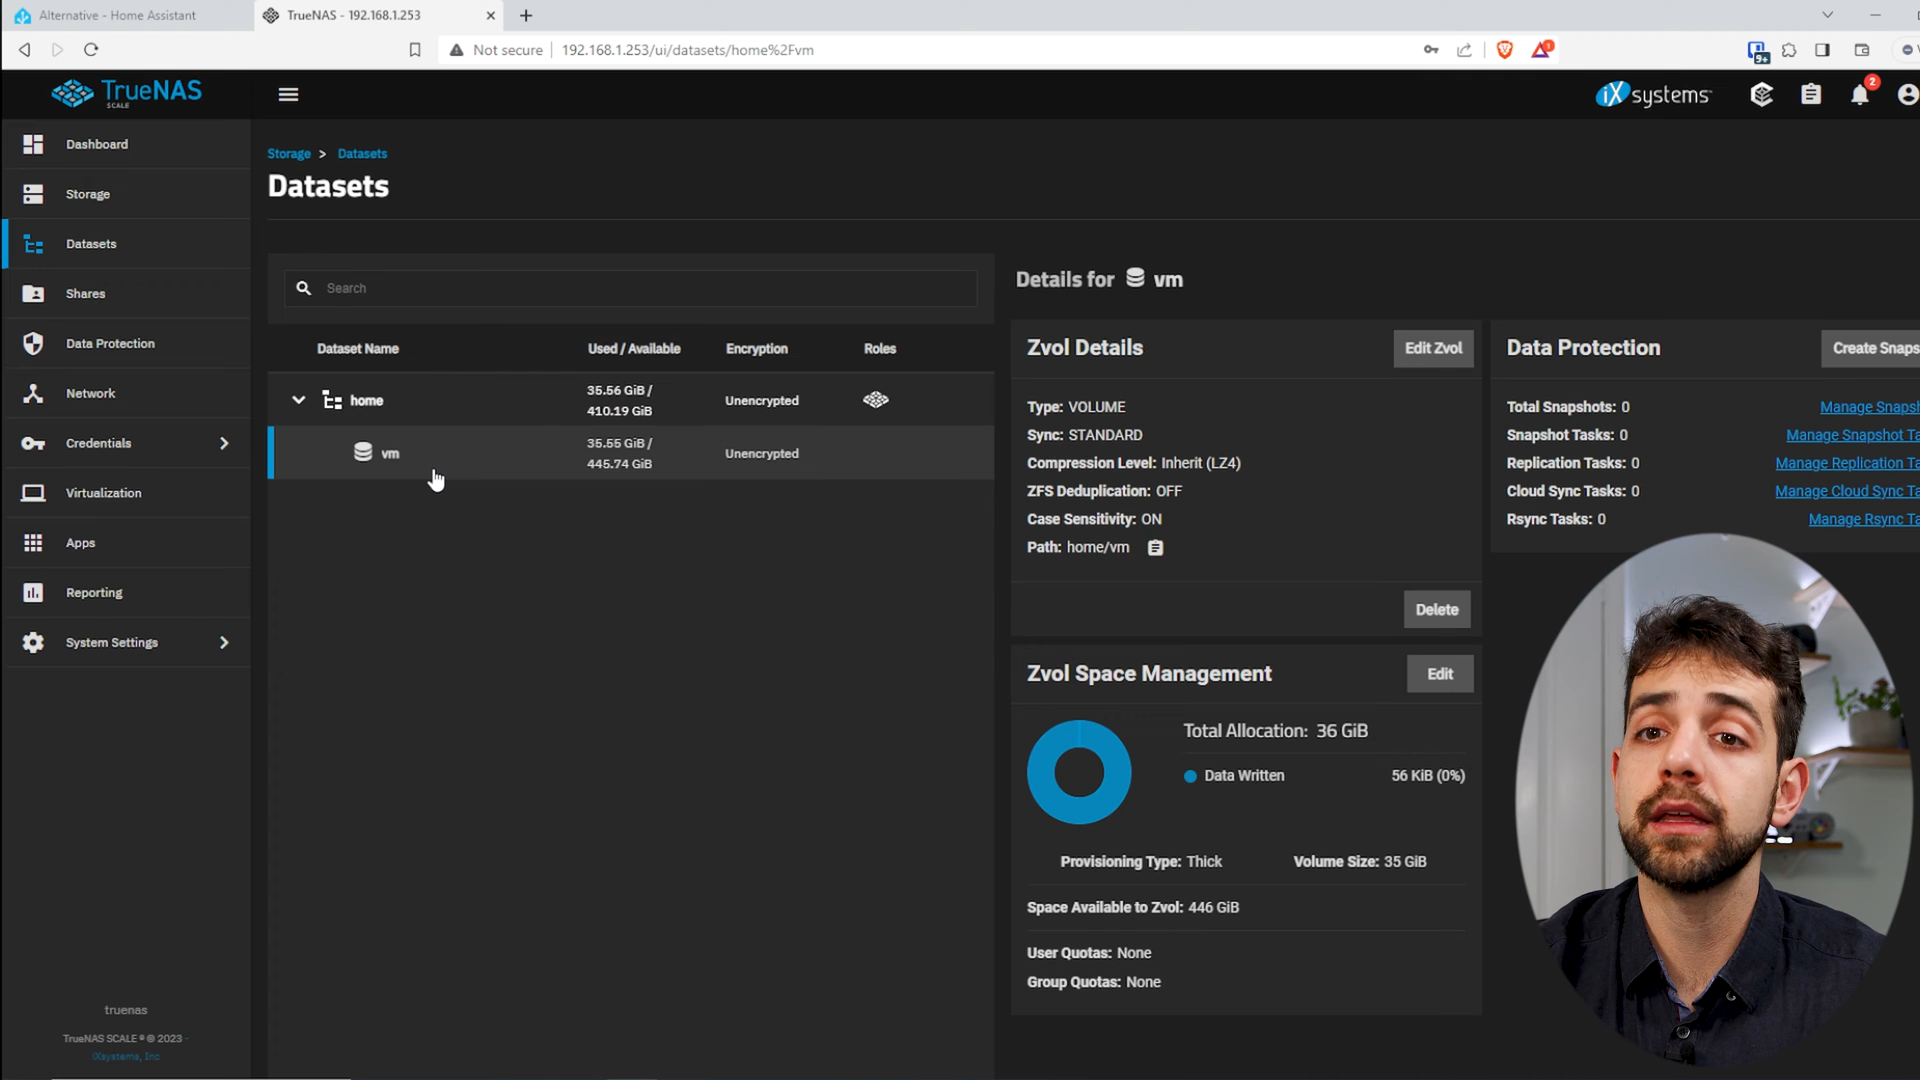 Alternative - Home Assistant
TrueNAS - 192.168.1.253
Not secure
192.168.1.253/ui/datasets/home%2Fvm
9+
1
TrueNAS
SCALE
iXsystems
2
Dashboard
Storage
Datasets
Shares
Data Protection
Network
Credentials
Virtualization
Apps
Reporting
System Settings
truenas
TrueNAS SCALE ® © 2023 -
iXsystems, Inc
Storage > Datasets
Datasets
Search
Dataset Name Used / Available Encryption Roles
home 35.56 GiB / 410.19 GiB Unencrypted
vm 35.55 GiB / 445.74 GiB Unencrypted
Details for vm
Zvol Details
Edit Zvol
Type: VOLUME
Sync: STANDARD
Compression Level: Inherit (LZ4)
ZFS Deduplication: OFF
Case Sensitivity: ON
Path: home/vm
Delete
Zvol Space Management
Edit
Total Allocation: 36 GiB
Data Written 56 KiB (0%)
Provisioning Type: Thick Volume Size: 35 GiB
Space Available to Zvol: 446 GiB
User Quotas: None
Group Quotas: None
Data Protection
Create Snaps
Total Snapshots: 0 Manage Snapsh
Snapshot Tasks: 0 Manage Snapshot Ta
Replication Tasks: 0 Manage Replication Ta
Cloud Sync Tasks: 0 Manage Cloud Sync Ta
Rsync Tasks: 0 Manage Rsync Ta